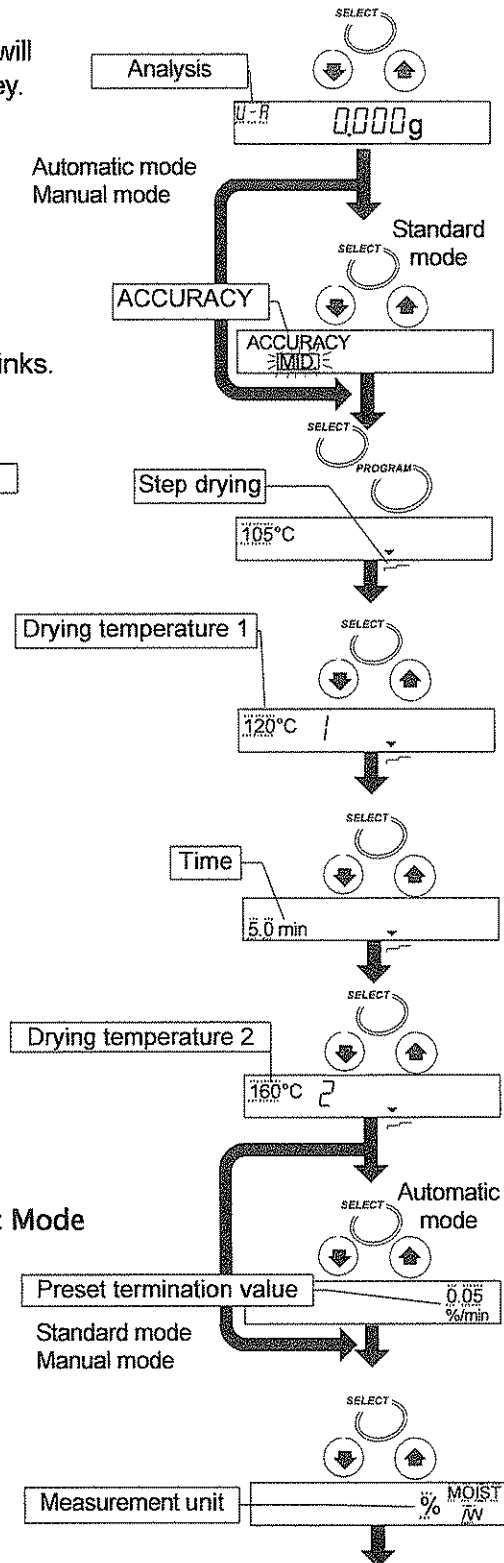 SELECT
will
ey.
Analysis
U-A 0.000g
Automatic mode
Manual mode
SELECT
Standard
mode
ACCURACY
ACCURACY
MID.
inks.
SELECT
PROGRAM
Step drying
105°C
SELECT
Drying temperature 1
120°C 1
SELECT
Time
5.0 min
SELECT
Drying temperature 2
160°C 2
c Mode
SELECT
Automatic
mode
Preset termination value
0.05
%/min
Standard mode
Manual mode
SELECT
Measurement unit
% MOIST
/W